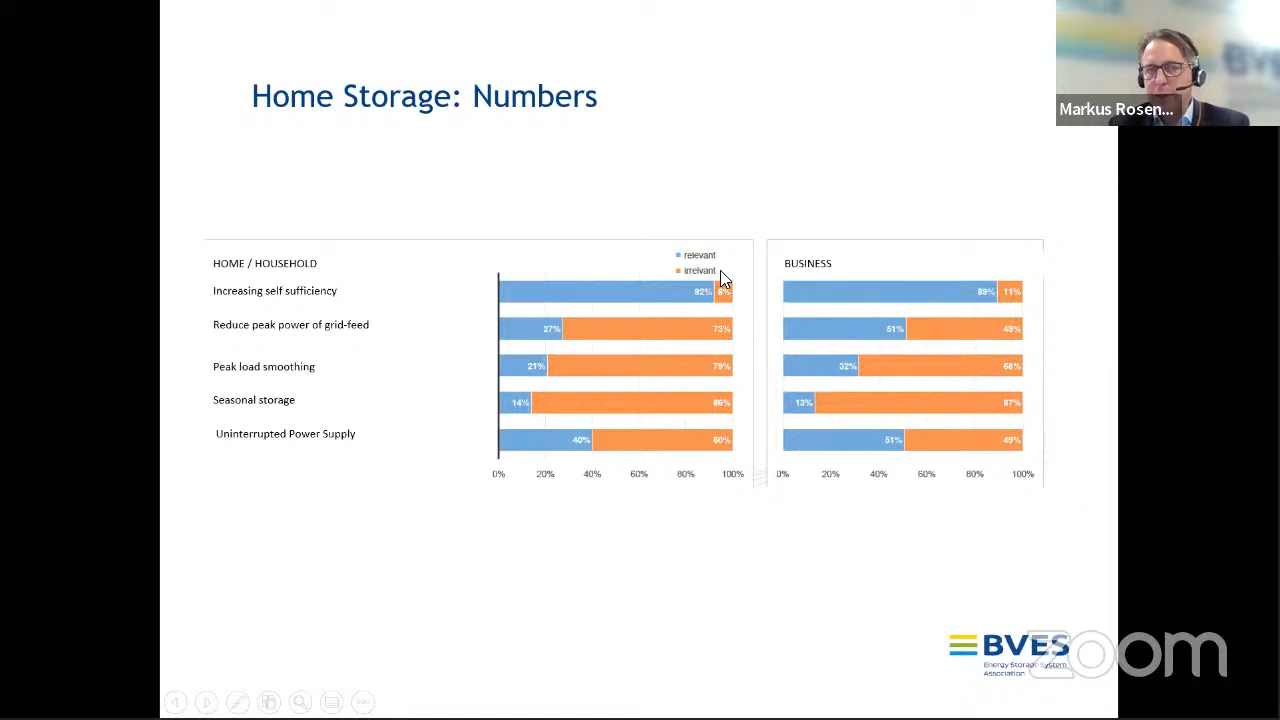 Home Storage: Numbers
Markus Rosen...
HOME / HOUSEHOLD
relevant
irrelvant
BUSINESS
Increasing self sufficiency
92%
8%
89%
11%
Reduce peak power of grid-feed
27%
73%
51%
49%
Peak load smoothing
21%
79%
32%
68%
Seasonal storage
14%
86%
13%
87%
Uninterrupted Power Supply
40%
60%
51%
49%
0% 20% 40% 60% 80% 100%
0% 20% 40% 60% 80% 100%
BVES
Energy Storage System
Association
zoom